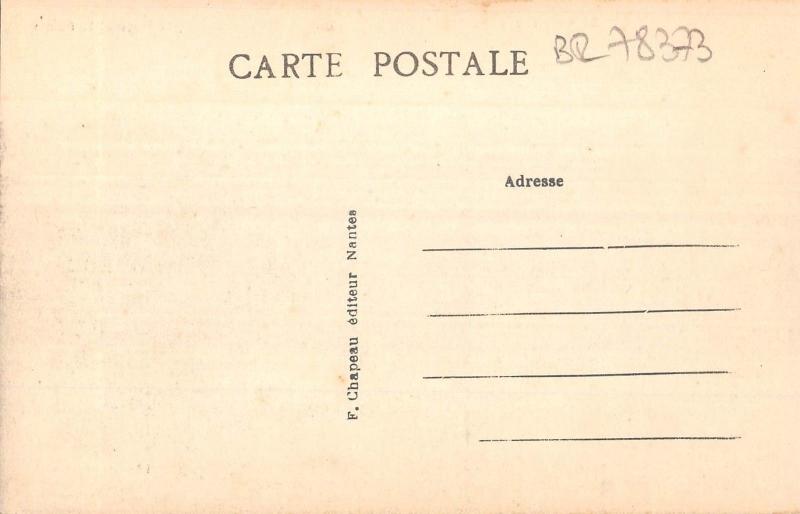 CARTE POSTALE
BR 78373
Adresse
F. Chapeau éditeur Nantes